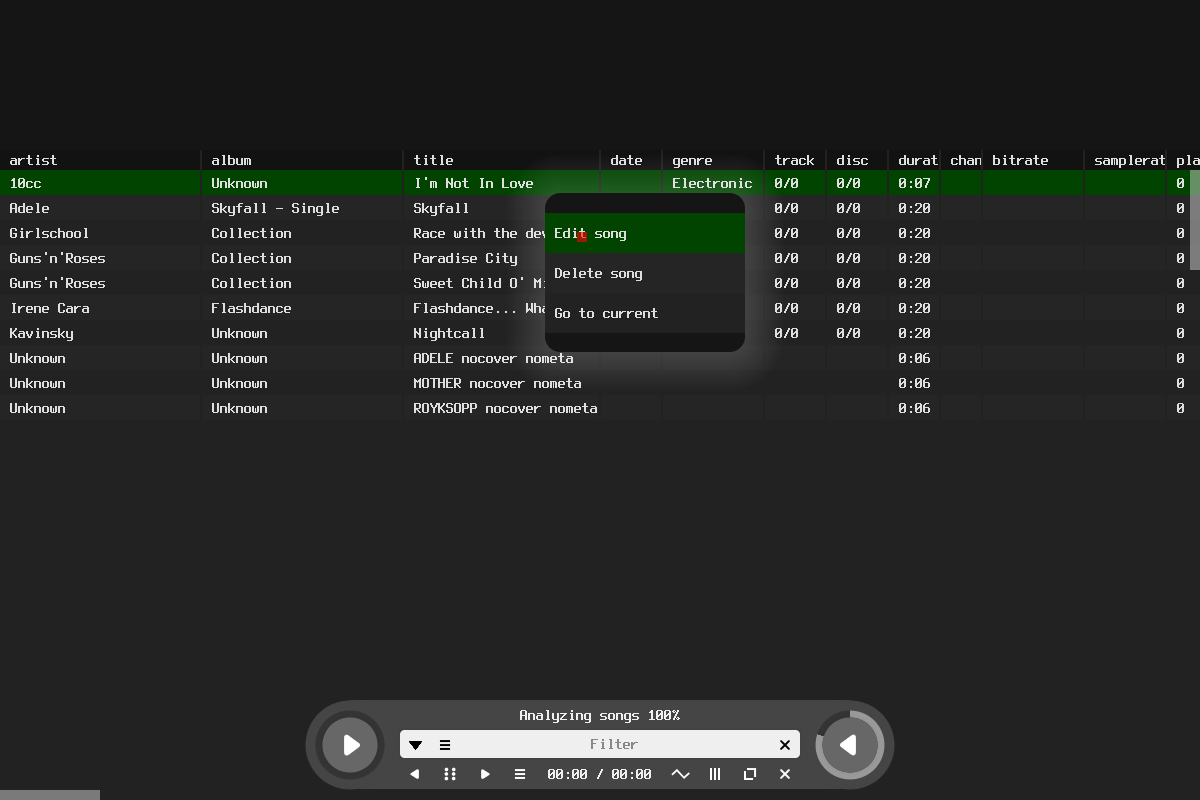 artist album title date genre track disc durat chan bitrate samplerat pla
10cc Unknown I'm Not In Love Electronic 0/0 0/0 0:07 0
Adele Skyfall - Single Skyfall 0/0 0/0 0:20 0
Girlschool Collection Race with the dev 0/0 0/0 0:20 0
Edit song
Guns'n'Roses Collection Paradise City 0/0 0/0 0:20 0
Delete song
Guns'n'Roses Collection Sweet Child O' M 0/0 0/0 0:20 0
Irene Cara Flashdance Flashdance... Wha 0/0 0/0 0:20 0
Go to current
Kavinsky Unknown Nightcall 0/0 0/0 0:20 0
Unknown Unknown ADELE nocover nometa 0:06 0
Unknown Unknown MOTHER nocover nometa 0:06 0
Unknown Unknown ROYKSOPP nocover nometa 0:06 0
Analyzing songs 100%
Filter
00:00 / 00:00